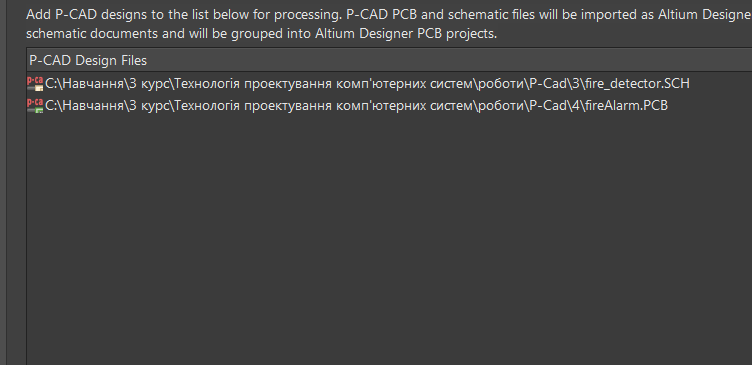 Add P-CAD designs to the list below for processing. P-CAD PCB and schematic files will be imported as Altium Designe
schematic documents and will be grouped into Altium Designer PCB projects.
P-CAD Design Files
C:\Навчання\3 курс\Технологія проектування комп'ютерних систем\роботи\P-Cad\3\fire_detector.SCH
C:\Навчання\3 курс\Технологія проектування комп'ютерних систем\роботи\P-Cad\4\fireAlarm.PCB